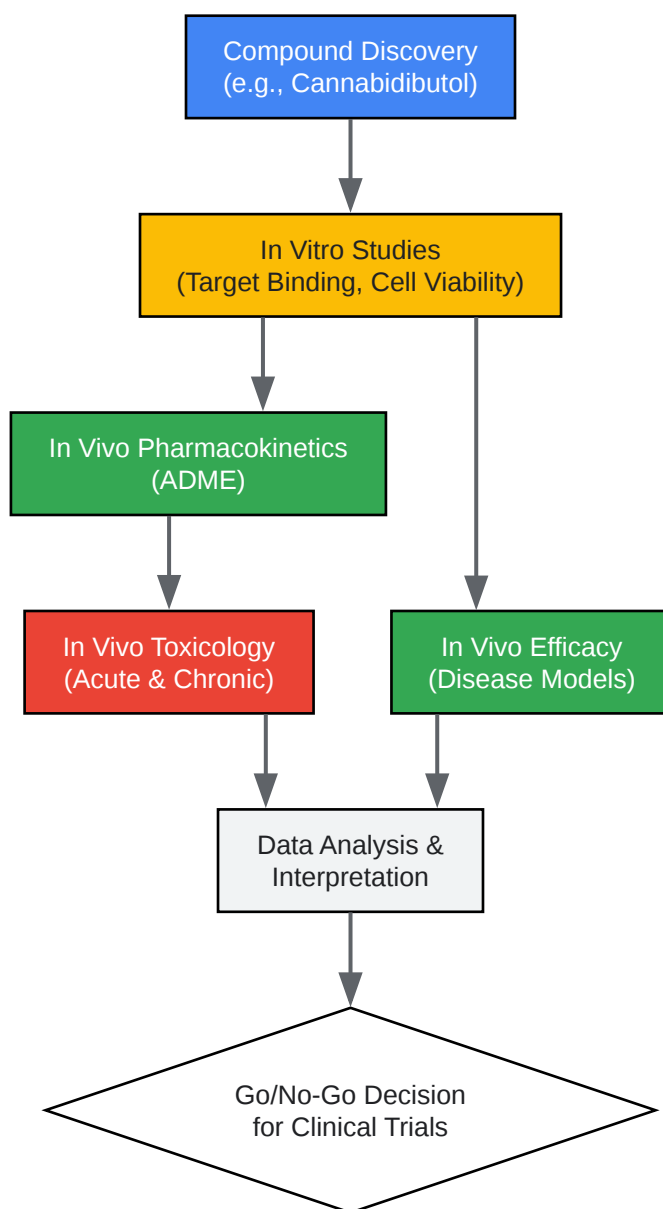 Compound Discovery
(e.g., Cannabidibutol)
In Vitro Studies
(Target Binding, Cell Viability)
In Vivo Pharmacokinetics
(ADME)
In Vivo Toxicology
(Acute & Chronic)
In Vivo Efficacy
(Disease Models)
Data Analysis &
Interpretation
Go/No-Go Decision
for Clinical Trials